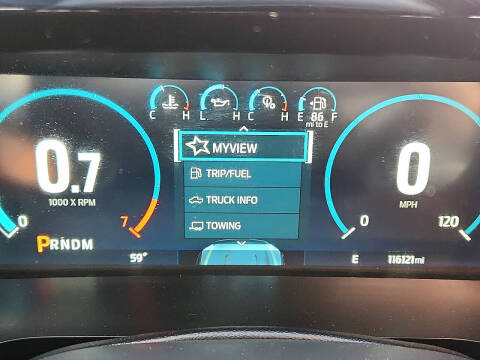 C H L H C H E F
86
mi to E
MYVIEW
TRIP/FUEL
TRUCK INFO
TOWING
0.7
1000 X RPM
0 7
PRNDM
59°
0
MPH
0 120
E 116121mi